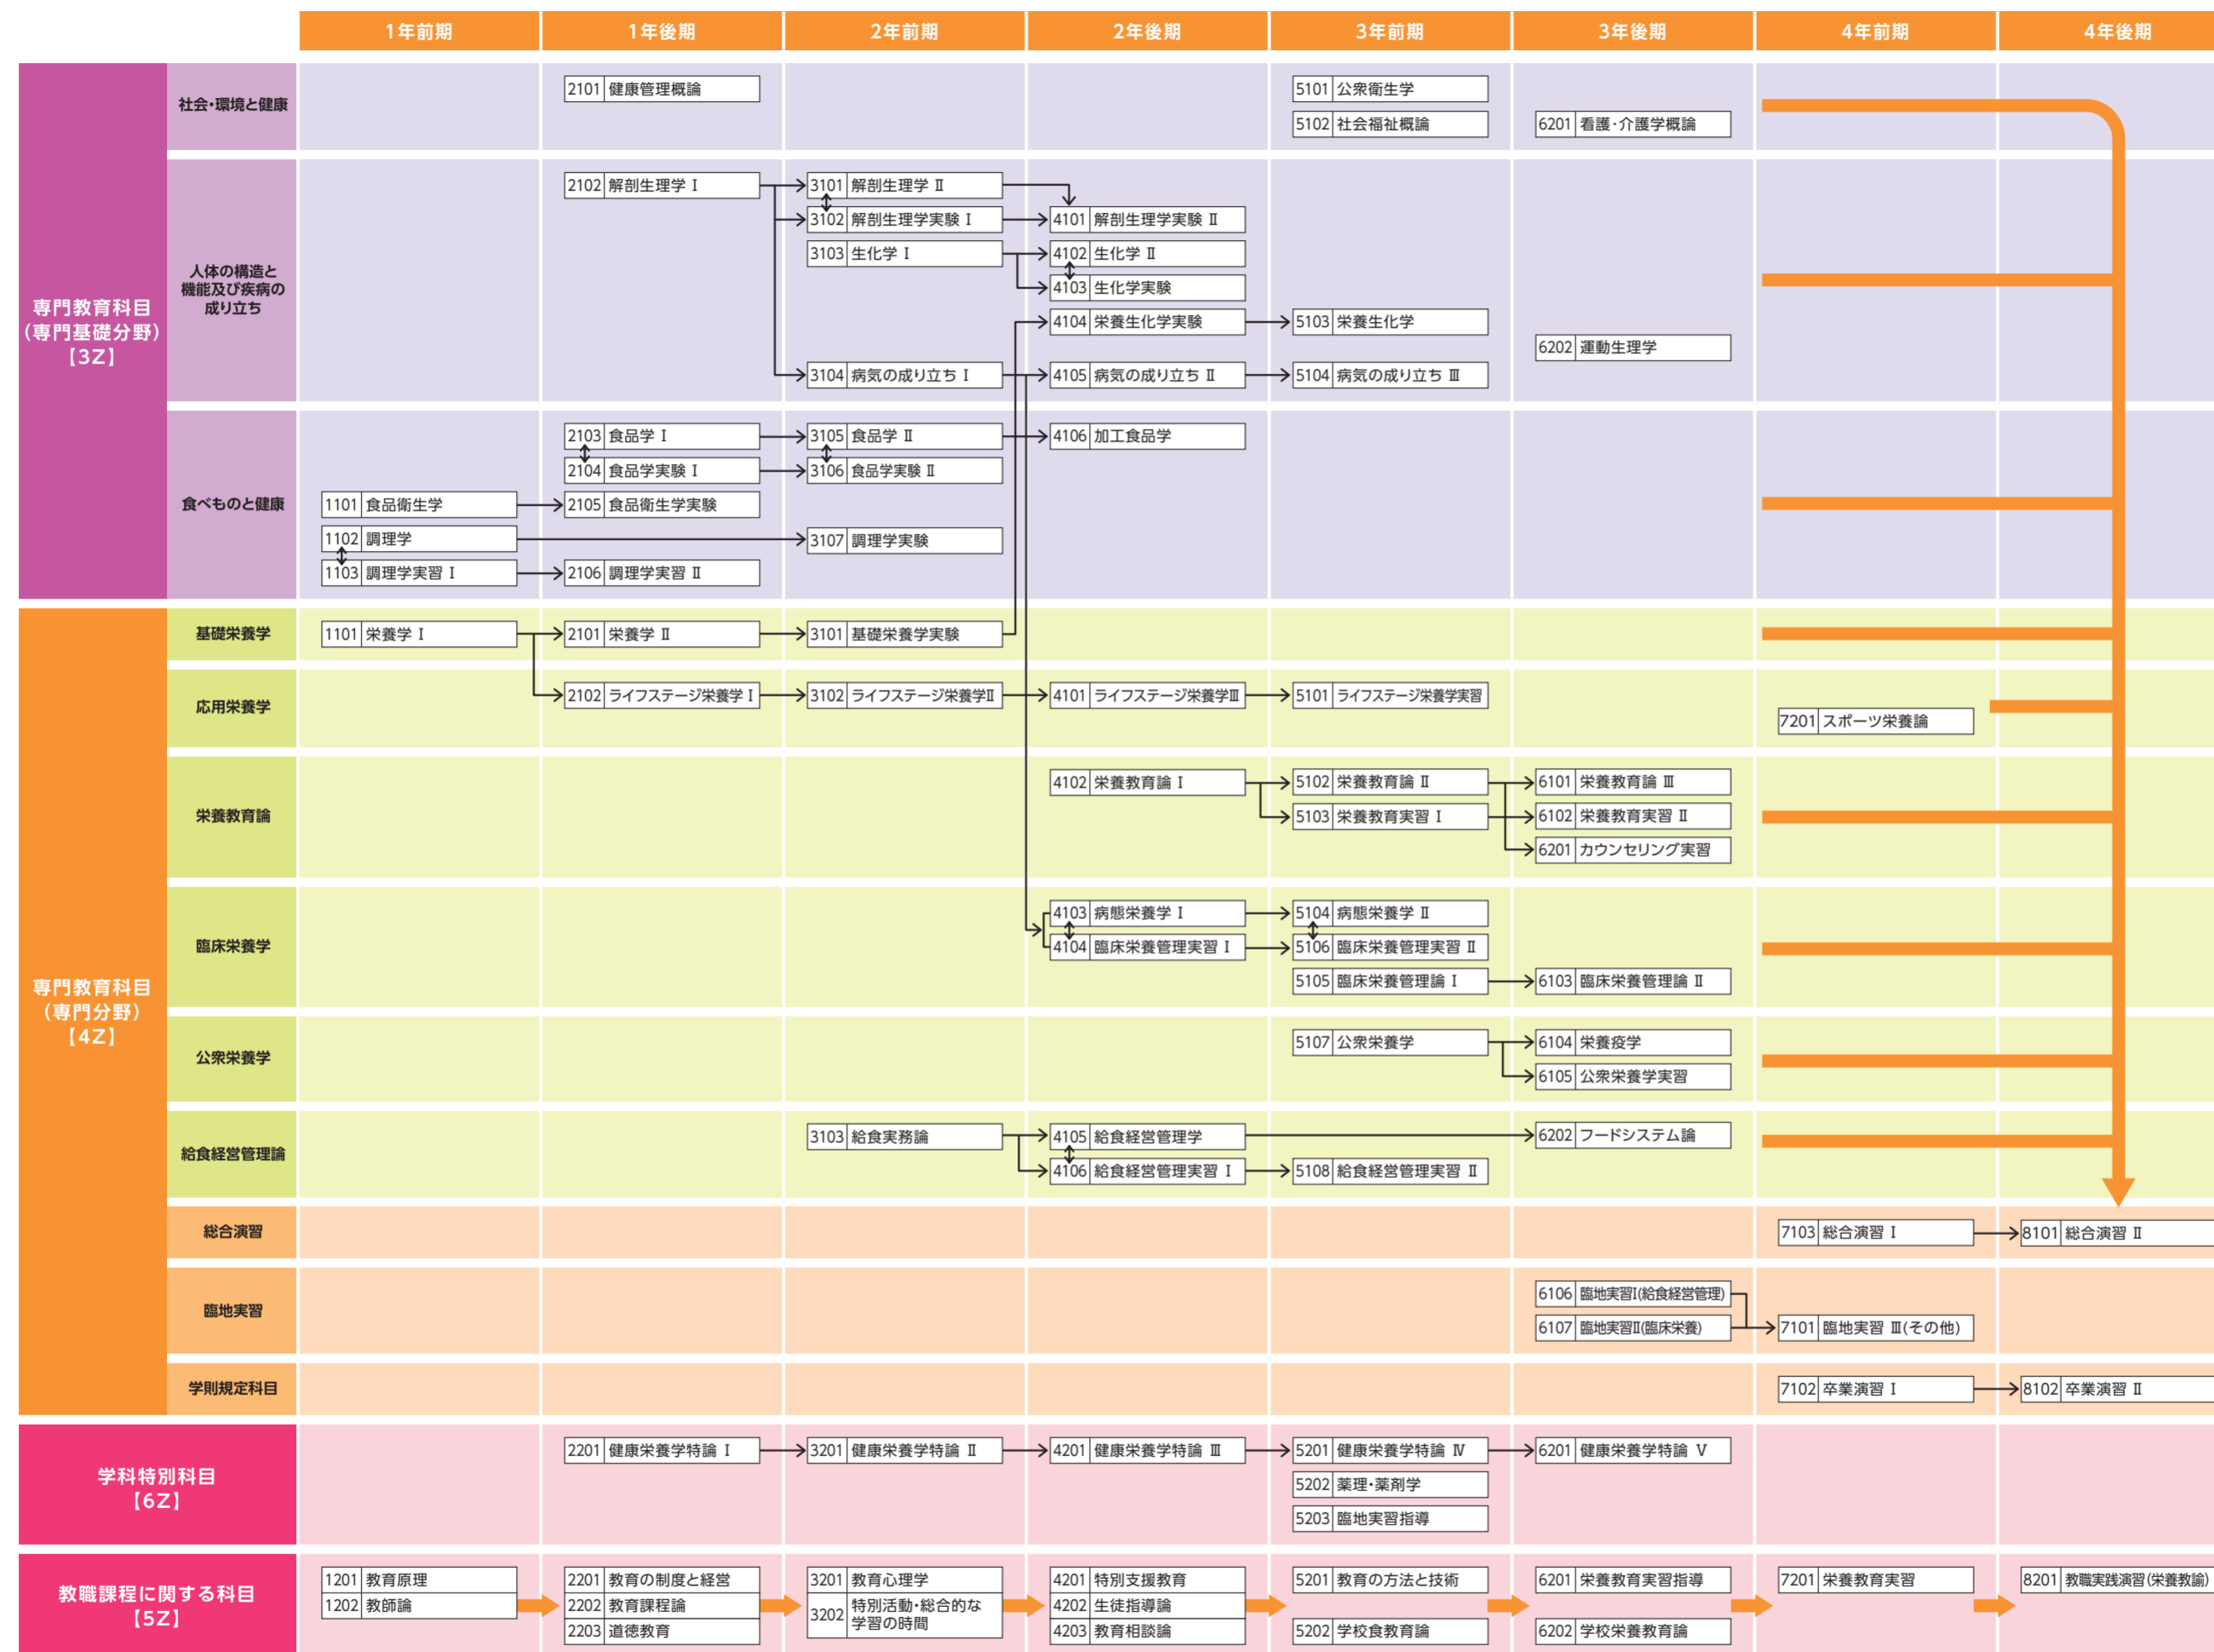 1年前期
1年後期
2年前期
2年後期
3年前期
3年後期
4年前期
4年後期
専門教育科目
(専門基礎分野)
【3Z】
社会・環境と健康
2101 健康管理概論
5101 公衆衛生学
5102 社会福祉概論
6201 看護・介護学概論
人体の構造と
機能及び疾病の
成り立ち
2102 解剖生理学 Ⅰ
3101 解剖生理学 Ⅱ
3102 解剖生理学実験 Ⅰ
4101 解剖生理学実験 Ⅱ
3103 生化学 Ⅰ
4102 生化学 Ⅱ
4103 生化学実験
4104 栄養生化学実験
5103 栄養生化学
6202 運動生理学
3104 病気の成り立ち Ⅰ
4105 病気の成り立ち Ⅱ
5104 病気の成り立ち Ⅲ
食べものと健康
2103 食品学 Ⅰ
3105 食品学 Ⅱ
4106 加工食品学
2104 食品学実験 Ⅰ
3106 食品学実験 Ⅱ
1101 食品衛生学
2105 食品衛生学実験
1102 調理学
3107 調理学実験
1103 調理学実習 Ⅰ
2106 調理学実習 Ⅱ
専門教育科目
(専門分野)
【4Z】
基礎栄養学
1101 栄養学 Ⅰ
2101 栄養学 Ⅱ
3101 基礎栄養学実験
応用栄養学
2102 ライフステージ栄養学 Ⅰ
3102 ライフステージ栄養学Ⅱ
4101 ライフステージ栄養学Ⅲ
5101 ライフステージ栄養学実習
7201 スポーツ栄養論
栄養教育論
4102 栄養教育論 Ⅰ
5102 栄養教育論 Ⅱ
6101 栄養教育論 Ⅲ
5103 栄養教育実習 Ⅰ
6102 栄養教育実習 Ⅱ
6201 カウンセリング実習
臨床栄養学
4103 病態栄養学 Ⅰ
5104 病態栄養学 Ⅱ
4104 臨床栄養管理実習 Ⅰ
5106 臨床栄養管理実習 Ⅱ
5105 臨床栄養管理論 Ⅰ
6103 臨床栄養管理論 Ⅱ
公衆栄養学
5107 公衆栄養学
6104 栄養疫学
6105 公衆栄養学実習
給食経営管理論
3103 給食実務論
4105 給食経営管理学
6202 フードシステム論
4106 給食経営管理実習 Ⅰ
5108 給食経営管理実習 Ⅱ
総合演習
7103 総合演習 Ⅰ
8101 総合演習 Ⅱ
臨地実習
6106 臨地実習Ⅰ(給食経営管理)
6107 臨地実習Ⅱ(臨床栄養)
7101 臨地実習 Ⅲ(その他)
学則規定科目
7102 卒業演習 Ⅰ
8102 卒業演習 Ⅱ
学科特別科目
【6Z】
2201 健康栄養学特論 Ⅰ
3201 健康栄養学特論 Ⅱ
4201 健康栄養学特論 Ⅲ
5201 健康栄養学特論 Ⅳ
6201 健康栄養学特論 Ⅴ
5202 薬理・薬剤学
5203 臨地実習指導
教職課程に関する科目
【5Z】
1201 教育原理
1202 教師論
2201 教育の制度と経営
2202 教育課程論
2203 道徳教育
3201 教育心理学
3202 特別活動・総合的な
学習の時間
4201 特別支援教育
4202 生徒指導論
4203 教育相談論
5201 教育の方法と技術
5202 学校食教育論
6201 栄養教育実習指導
6202 学校栄養教育論
7201 栄養教育実習
8201 教職実践演習(栄養教諭)